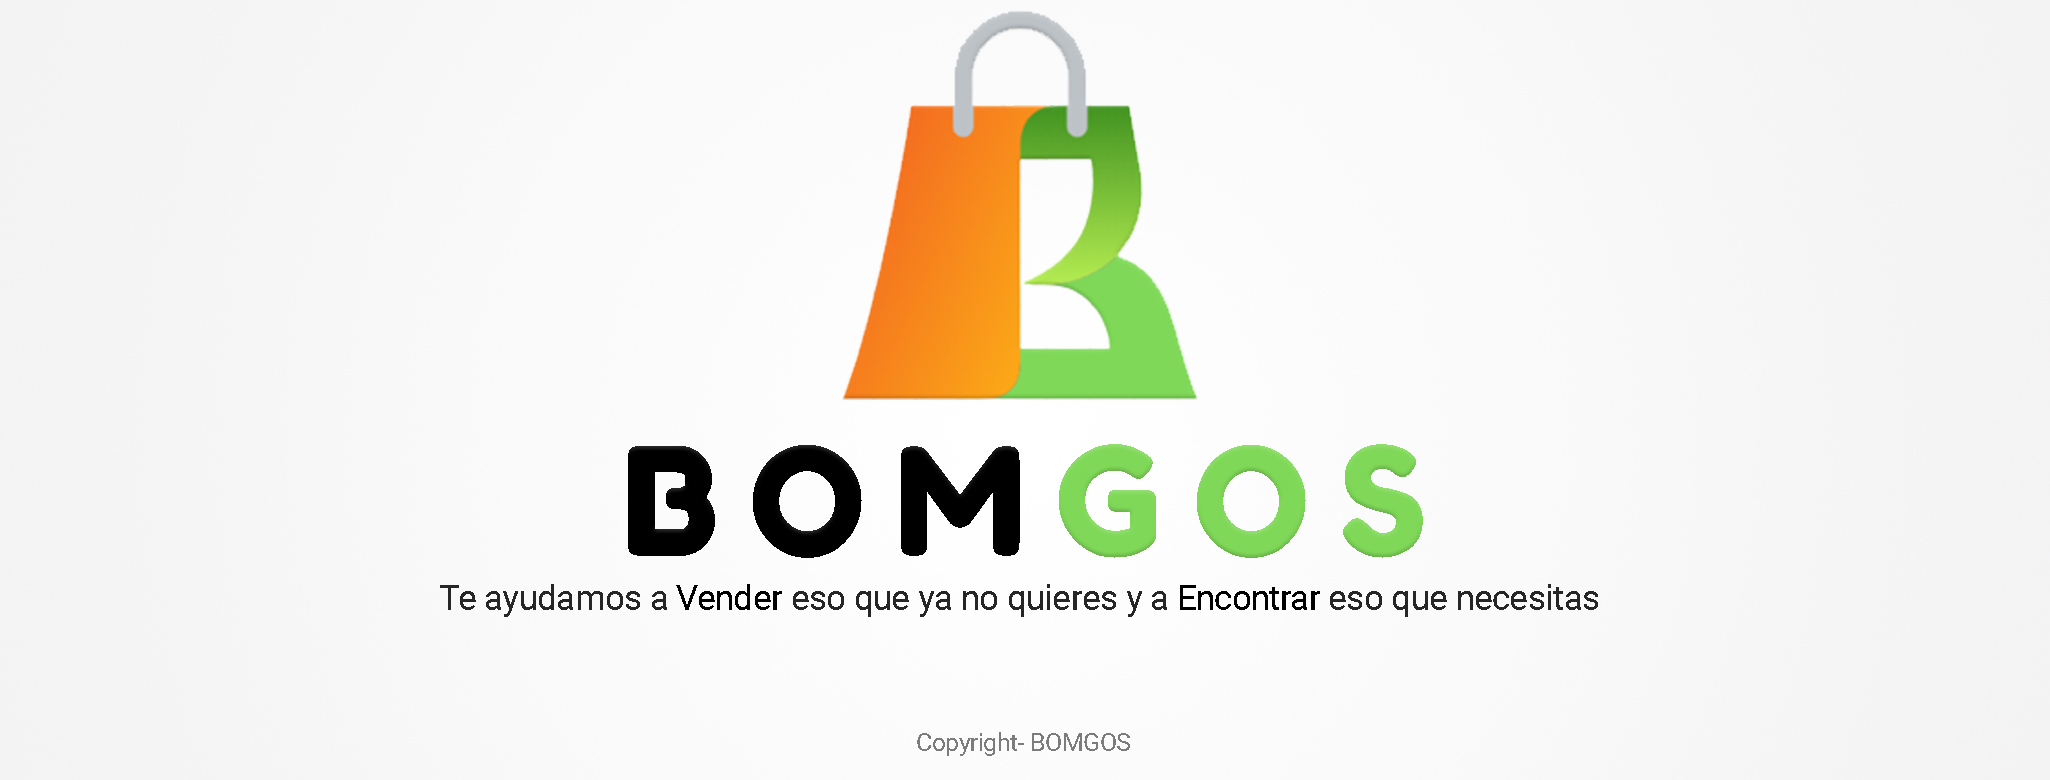 BOMGOS
Te ayudamos a Vender eso que ya no quieres y a Encontrar eso que necesitas
Copyright- BOMGOS